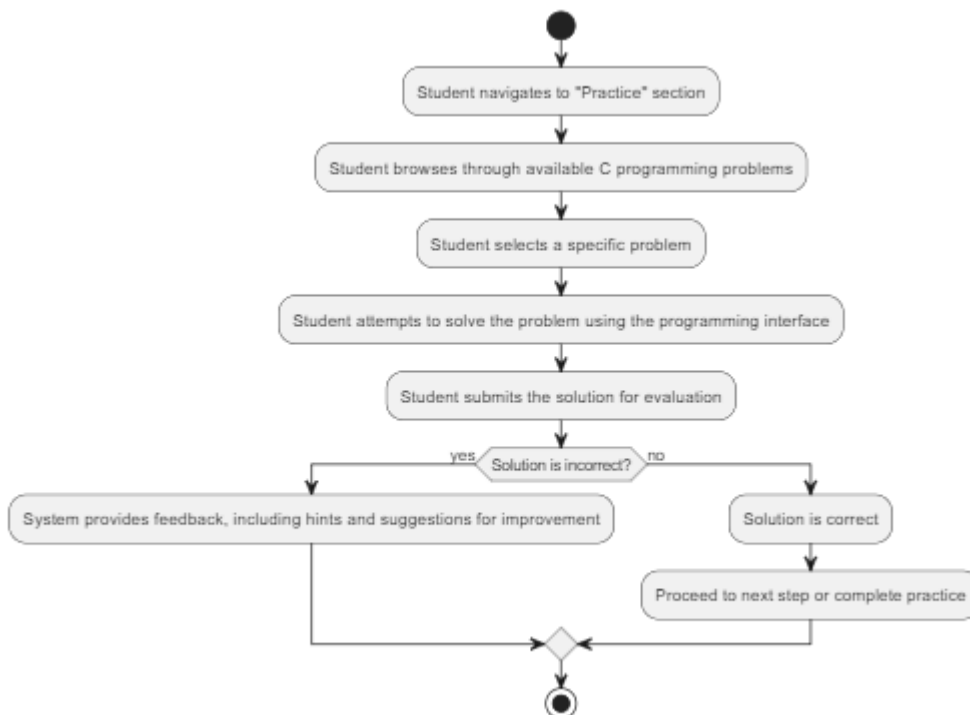 Student navigates to "Practice" section
Student browses through available C programming problems
Student selects a specific problem
Student attempts to solve the problem using the programming interface
Student submits the solution for evaluation
yes
Solution is incorrect?
no
System provides feedback, including hints and suggestions for improvement
Solution is correct
Proceed to next step or complete practice